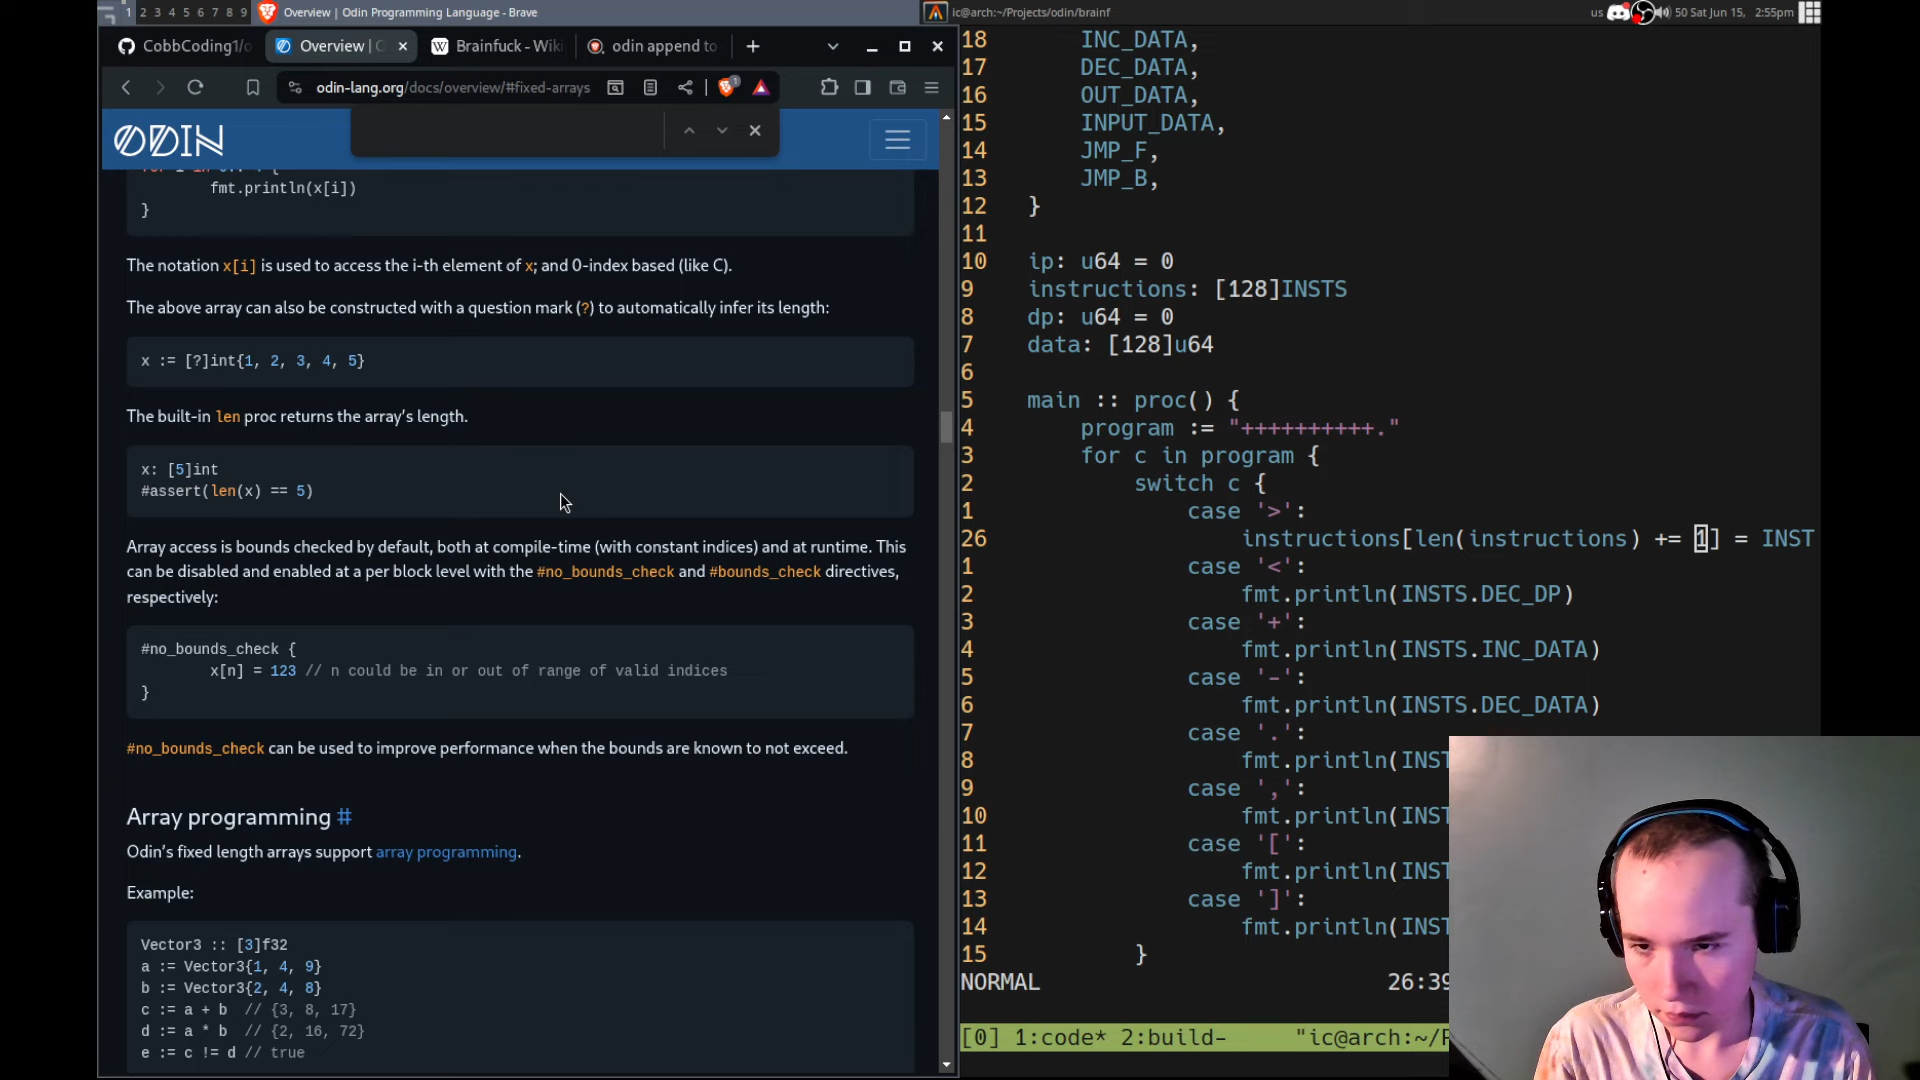 1 2 3 4 5 6 7 8 9 Overview | Odin Programming Language - Brave
ic@arch:~/Projects/odin/brainf
us 50 Sat Jun 15, 2:55pm
CobbCoding1/o
Overview | O
Brainfuck - Wiki
odin append to
odin-lang.org/docs/overview/#fixed-arrays
ODIN
fmt.println(x[i])
}
The notation x[i] is used to access the i-th element of x; and 0-index based (like C).
The above array can also be constructed with a question mark (?) to automatically infer its length:
x := [?]int{1, 2, 3, 4, 5}
The built-in len proc returns the array's length.
x: [5]int
#assert(len(x) == 5)
Array access is bounds checked by default, both at compile-time (with constant indices) and at runtime. This
can be disabled and enabled at a per block level with the #no_bounds_check and #bounds_check directives,
respectively:
#no_bounds_check {
x[n] = 123 // n could be in or out of range of valid indices
}
#no_bounds_check can be used to improve performance when the bounds are known to not exceed.
Array programming #
Odin's fixed length arrays support array programming.
Example:
Vector3 :: [3]f32
a := Vector3{1, 4, 9}
b := Vector3{2, 4, 8}
c := a + b // {3, 8, 17}
d := a * b // {2, 16, 72}
e := c != d // true
18 INC_DATA,
17 DEC_DATA,
16 OUT_DATA,
15 INPUT_DATA,
14 JMP_F,
13 JMP_B,
12 }
11
10 ip: u64 = 0
9 instructions: [128]INSTS
8 dp: u64 = 0
7 data: [128]u64
6
5 main :: proc() {
4 program := "++++++++++."
3 for c in program {
2 switch c {
1 case '>':
26 instructions[len(instructions) += 1] = INST
1 case '<':
2 fmt.println(INSTS.DEC_DP)
3 case '+':
4 fmt.println(INSTS.INC_DATA)
5 case '-':
6 fmt.println(INSTS.DEC_DATA)
7 case '.':
8 fmt.println(INST
9 case ',':
10 fmt.println(INST
11 case '[':
12 fmt.println(INST
13 case ']':
14 fmt.println(INST
15 }
NORMAL 26:39
[0] 1:code* 2:build- "ic@arch:~/P